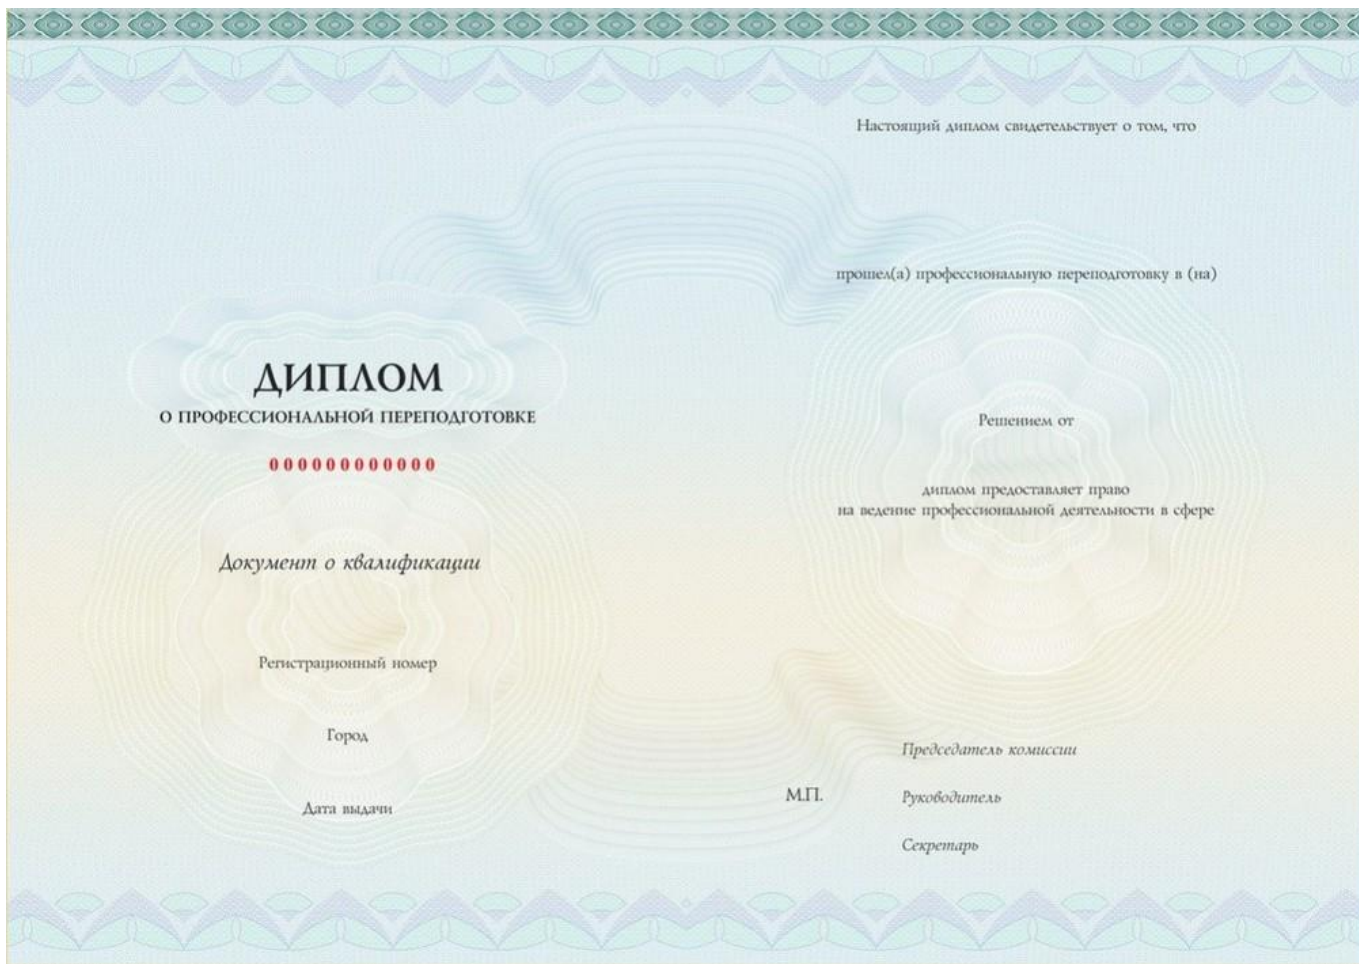 ДИПЛОМ
О ПРОФЕССИОНАЛЬНОЙ ПЕРЕПОДГОТОВКЕ
000000000000
Документ о квалификации
Регистрационный номер
Город
Дата выдачи
Настоящий диплом свидетельствует о том, что
прошел(а) профессиональную переподготовку в (на)
Решением от
диплом предоставляет право
на ведение профессиональной деятельности в сфере
Председатель комиссии
М.П.
Руководитель
Секретарь